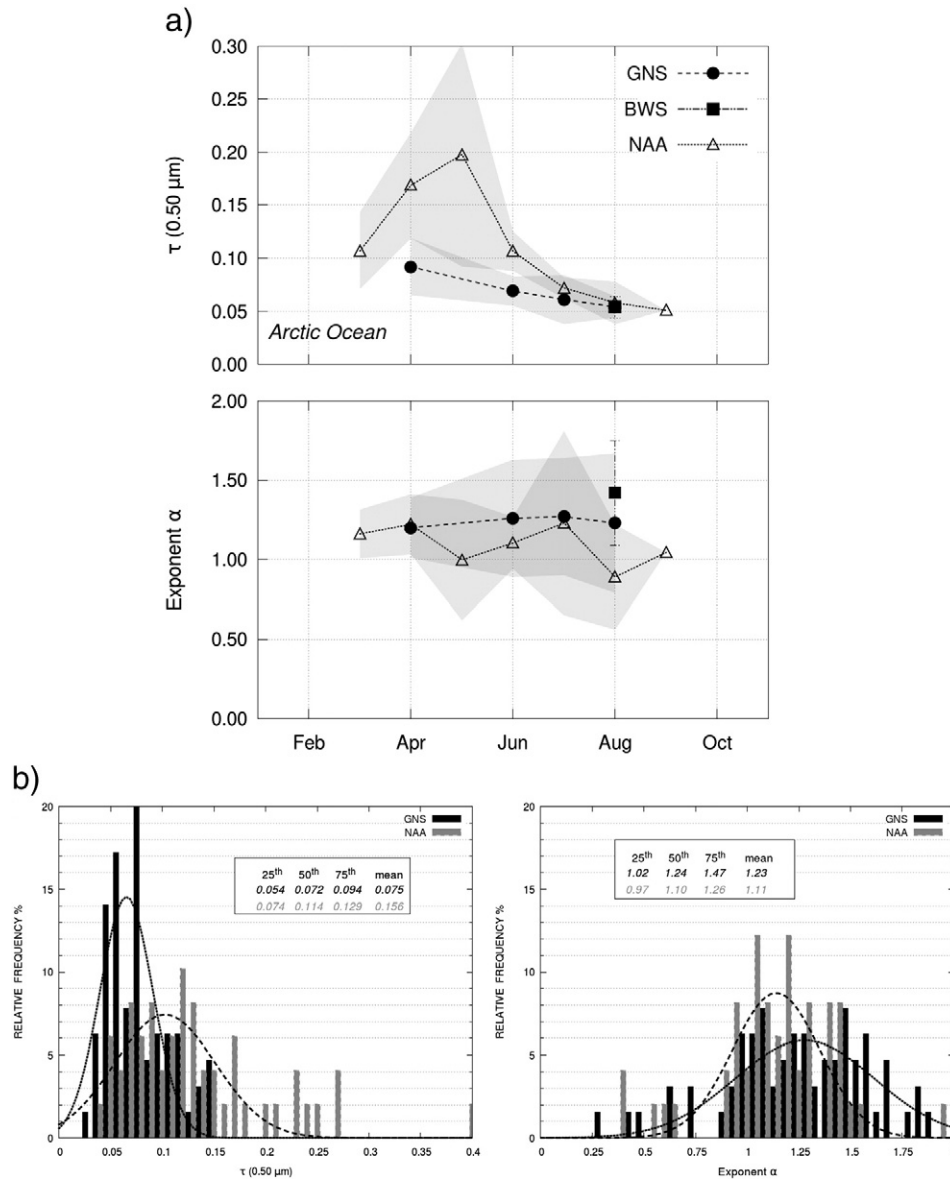 a)
0.30
0.25
0.20
0.15
0.10
0.05
0.00
τ (0.50 μm)
GNS
BWS
NAA
Arctic Ocean
2.00
1.50
1.00
0.50
0.00
Exponent α
Feb Apr Jun Aug Oct
b)
20
15
10
5
0
RELATIVE FREQUENCY %
GNS
NAA
25th 50th 75th mean
0.054 0.072 0.094 0.075
0.074 0.114 0.129 0.156
0 0.05 0.1 0.15 0.2 0.25 0.3 0.4
τ (0.50 μm)
20
15
10
5
0
RELATIVE FREQUENCY %
GNS
NAA
25th 50th 75th mean
1.02 1.24 1.47 1.23
0.97 1.10 1.26 1.11
0 0.25 0.5 0.75 1 1.25 1.5 1.75
Exponent α